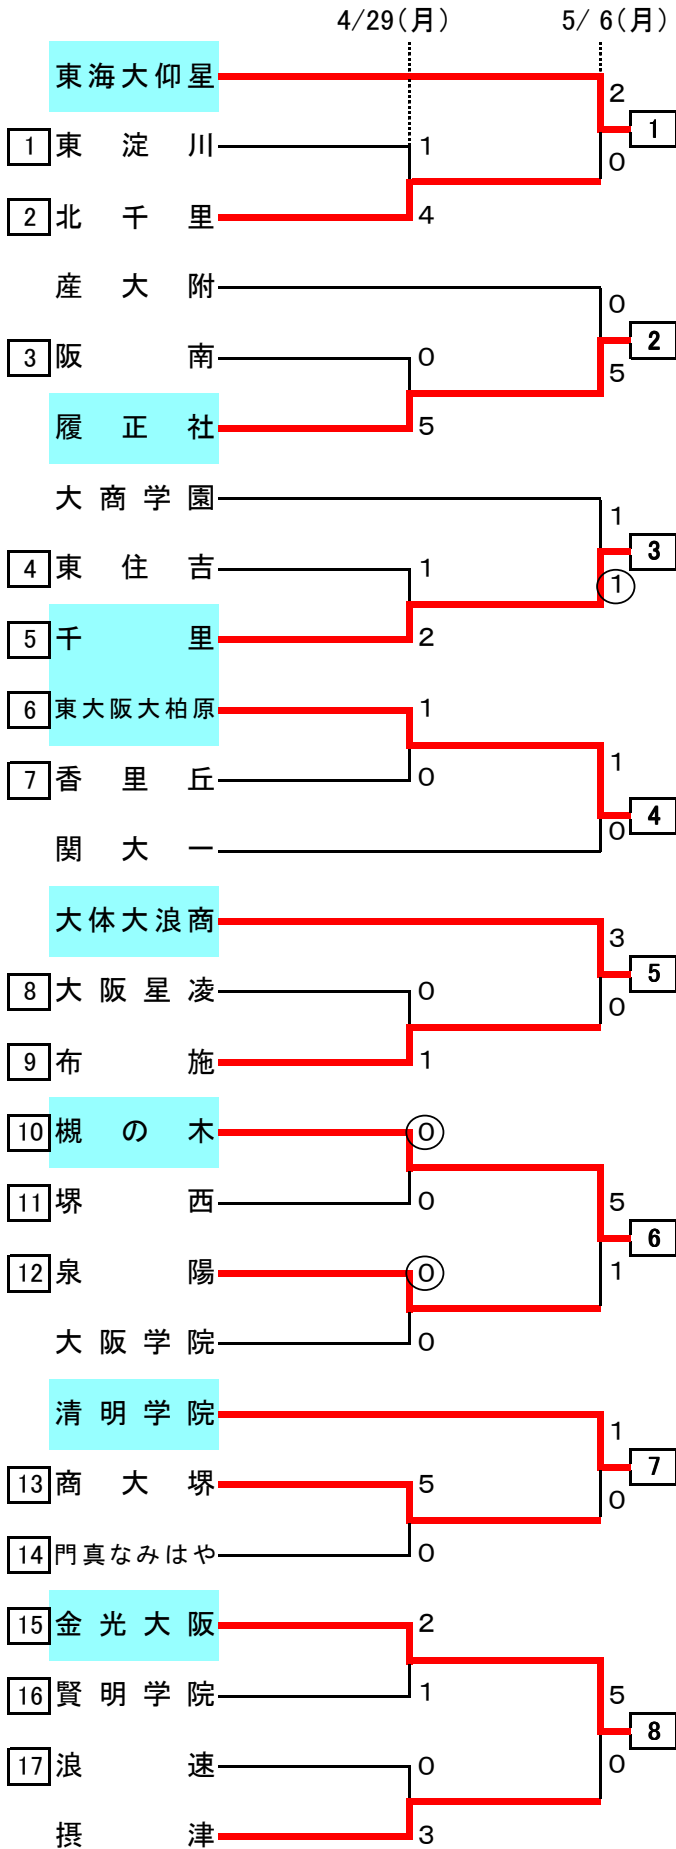 4/29(月) 5/ 6(月)
東海大仰星
2
1
1 東淀川 1
0
2 北千里 4
産大附
0
2
3 阪南 0
5
履正社 5
大商学園
1
3
4 東住吉 1
1
5 千里 2
6 東大阪大柏原 1
1
7 香里丘 0
4
0
関大一
大体大浪商
3
5
8 大阪星凌 0
0
9 布施 1
10 槻の木 0
11 堺西 0 5
6
12 泉陽 0 1
大阪学院 0
清明学院
1
7
13 商大堺 5
0
14 門真なみはや 0
15 金光大阪 2
16 賢明学院 1 5
8
17 浪速 0 0
摂津 3